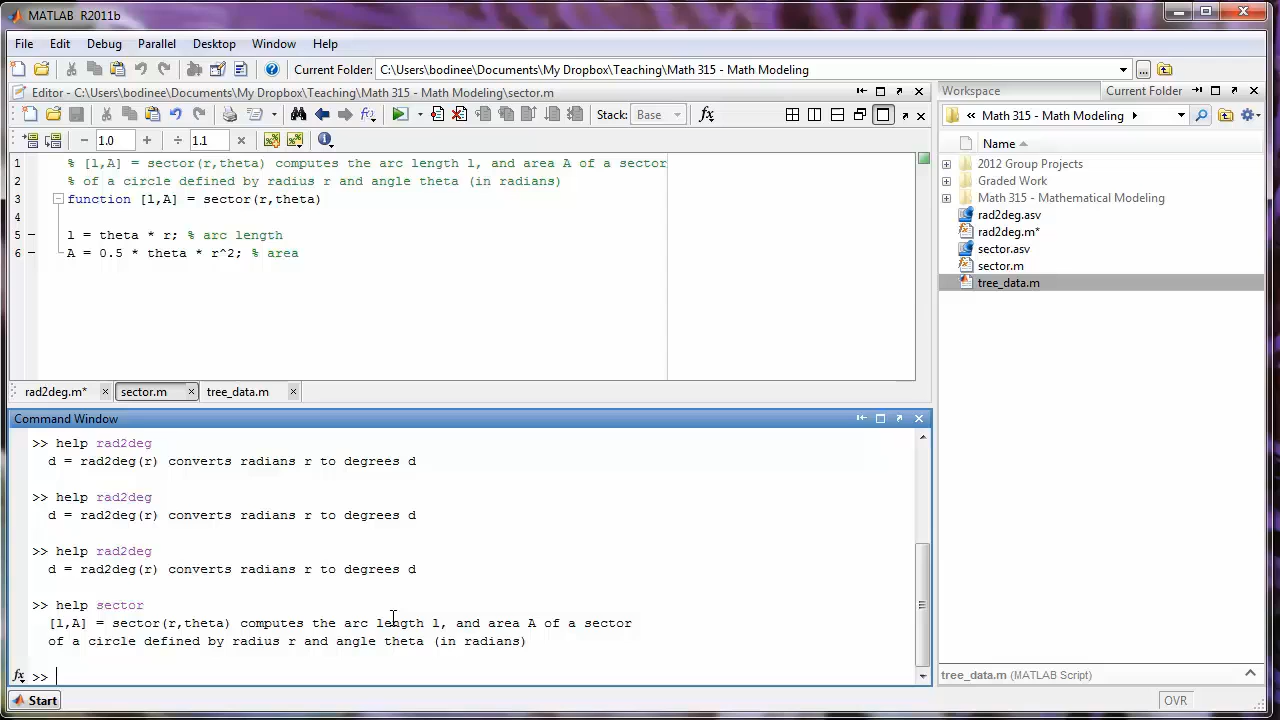 MATLAB R2011b
File Edit Debug Parallel Desktop Window Help
Current Folder: C:\Users\bodinee\Documents\My Dropbox\Teaching\Math 315 - Math Modeling
Editor - C:\Users\bodinee\Documents\My Dropbox\Teaching\Math 315 - Math Modeling\sector.m
Stack: Base fx
− 1.0 + ÷ 1.1 ×
1 % [l,A] = sector(r,theta) computes the arc length l, and area A of a sector
2 % of a circle defined by radius r and angle theta (in radians)
3 function [l,A] = sector(r,theta)
4
5 − l = theta * r; % arc length
6 − A = 0.5 * theta * r^2; % area
rad2deg.m* × sector.m × tree_data.m ×
Command Window
>> help rad2deg
d = rad2deg(r) converts radians r to degrees d
>> help rad2deg
d = rad2deg(r) converts radians r to degrees d
>> help rad2deg
d = rad2deg(r) converts radians r to degrees d
>> help sector
[l,A] = sector(r,theta) computes the arc length l, and area A of a sector
of a circle defined by radius r and angle theta (in radians)
fx >>
Workspace Current Folder
« Math 315 - Math Modeling
Name
2012 Group Projects
Graded Work
Math 315 - Mathematical Modeling
rad2deg.asv
rad2deg.m*
sector.asv
sector.m
tree_data.m
tree_data.m (MATLAB Script)
Start
OVR